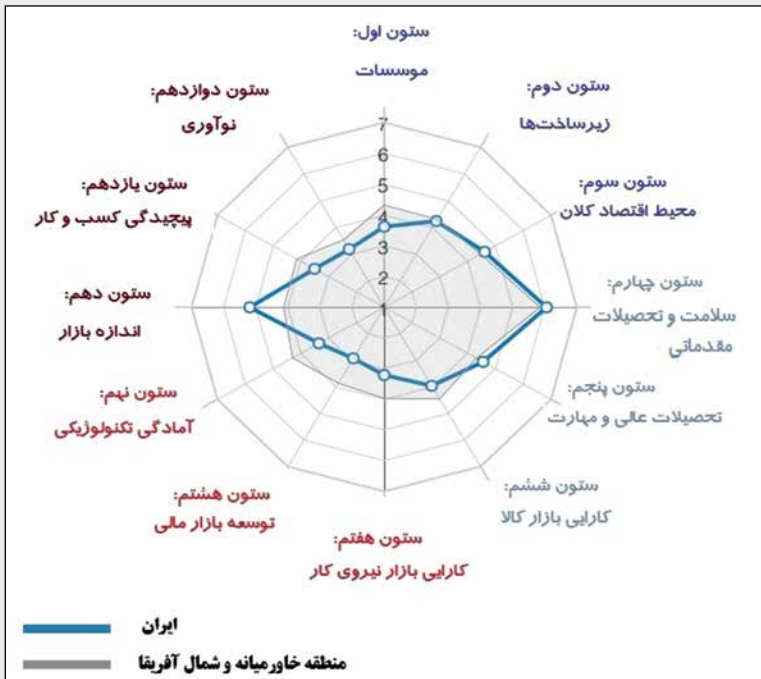 ستون اول:
موسسات
ستون دوم:
زیرساخت‌ها
ستون سوم:
محیط اقتصاد کلان
ستون چهارم:
سلامت و تحصیلات
مقدماتی
ستون پنجم:
تحصیلات عالی و مهارت
ستون ششم:
کارایی بازار کالا
ستون هفتم:
کارایی بازار نیروی کار
ستون هشتم:
توسعه بازار مالی
ستون نهم:
آمادگی تکنولوژیکی
ستون دهم:
اندازه بازار
ستون یازدهم:
پیچیدگی کسب و کار
ستون دوازدهم:
نوآوری
7
6
5
4
3
2
1
ایران
منطقه خاورمیانه و شمال آفریقا